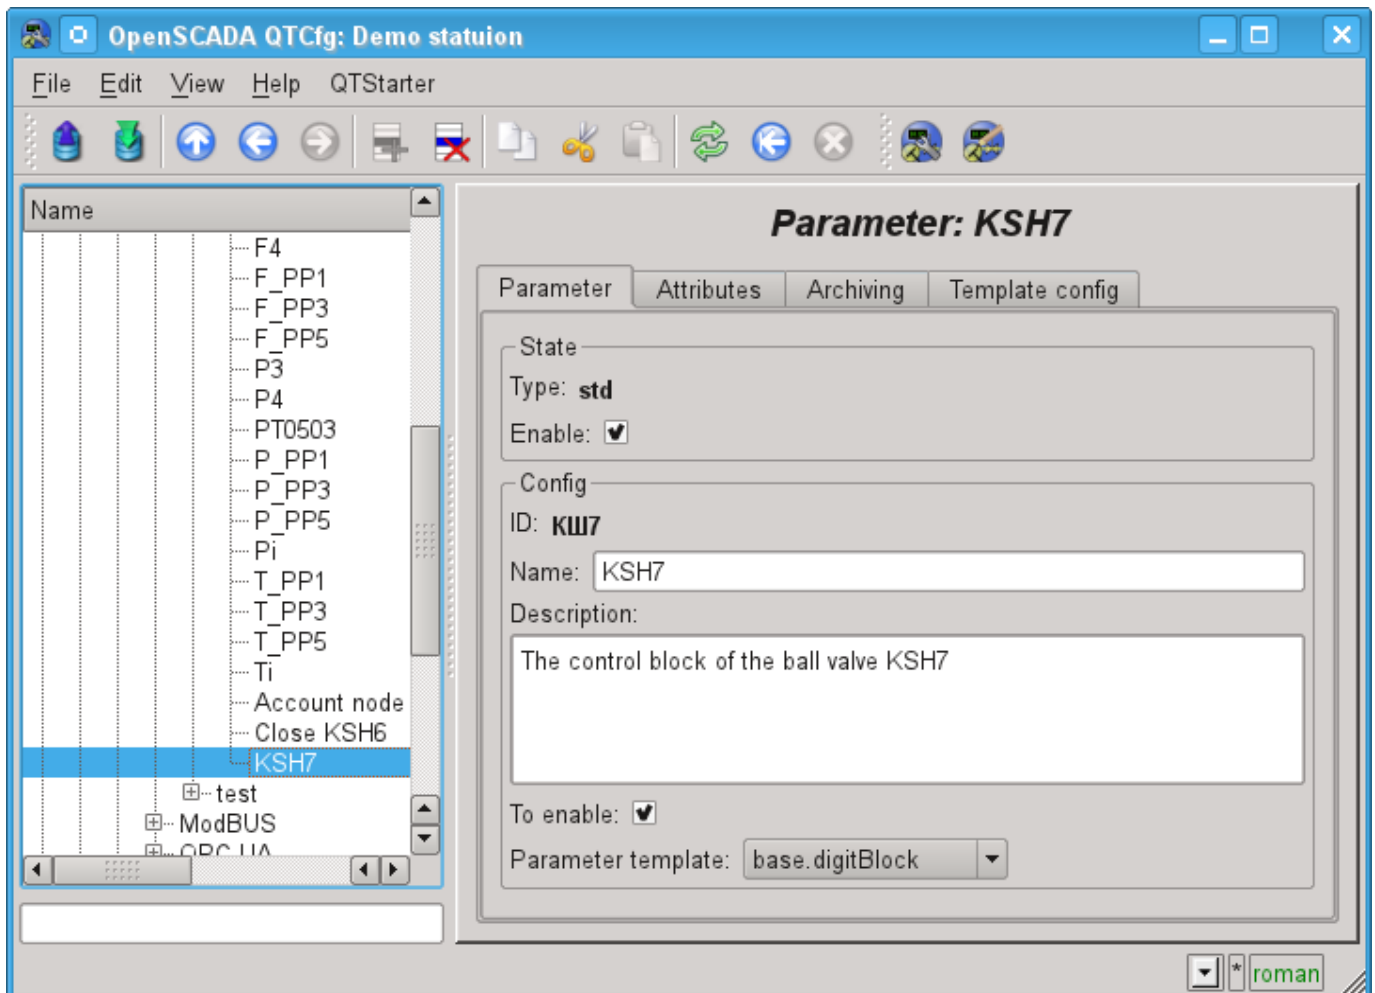 OpenSCADA QTCfg: Demo statuion
File Edit View Help QTStarter
Name
F4
F_PP1
F_PP3
F_PP5
P3
P4
PT0503
P_PP1
P_PP3
P_PP5
Pi
T_PP1
T_PP3
T_PP5
Ti
Account node
Close KSH6
KSH7
test
ModBUS
OPC UA
Parameter: KSH7
Parameter Attributes Archiving Template config
State
Type: std
Enable:
Config
ID: КШ7
Name: KSH7
Description:
The control block of the ball valve KSH7
To enable:
Parameter template: base.digitBlock
* roman